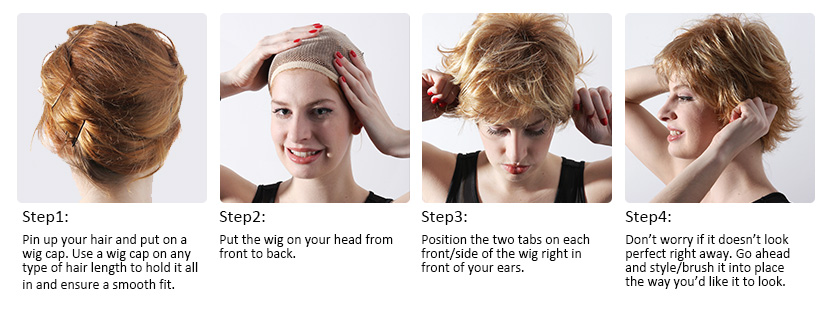 Step1:
Pin up your hair and put on a
wig cap. Use a wig cap on any
type of hair length to hold it all
in and ensure a smooth fit.
Step2:
Put the wig on your head from
front to back.
Step3:
Position the two tabs on each
front/side of the wig right in
front of your ears.
Step4:
Don't worry if it doesn't look
perfect right away. Go ahead
and style/brush it into place
the way you'd like it to look.